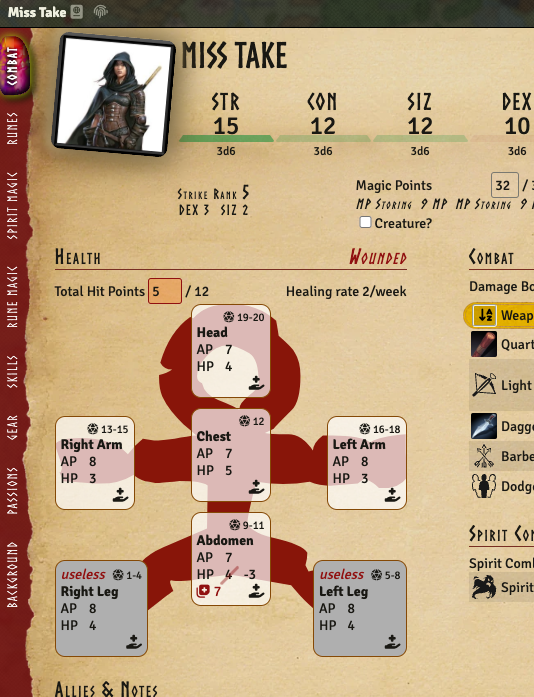 Miss Take
MISS TAKE
COMBAT
RUNES
SPIRIT MAGIC
RUNE MAGIC
SKILLS
GEAR
PASSIONS
BACKGROUND
STR CON SIZ DEX
15 12 12 10
3d6 3d6 3d6 3d6
STRIKE RANK 5
DEX 3 SIZ 2
Magic Points 32 / 3
MP STORING 9 MP MP STORING 9
Creature?
HEALTH WOUNDED
Total Hit Points 5 / 12 Healing rate 2/week
19-20
Head
AP 7
HP 4
13-15
Right Arm
AP 8
HP 3
12
Chest
AP 7
HP 5
16-18
Left Arm
AP 8
HP 3
9-11
Abdomen
AP 7
HP 4 -3
7
useless 1-4
Right Leg
AP 8
HP 4
useless 5-8
Left Leg
AP 8
HP 4
COMBAT
Damage Bo
Weap
Quart
Light
Dagge
Barbe
Dodg
SPIRIT COM
Spirit Comb
Spirit
ALLIES & NOTES